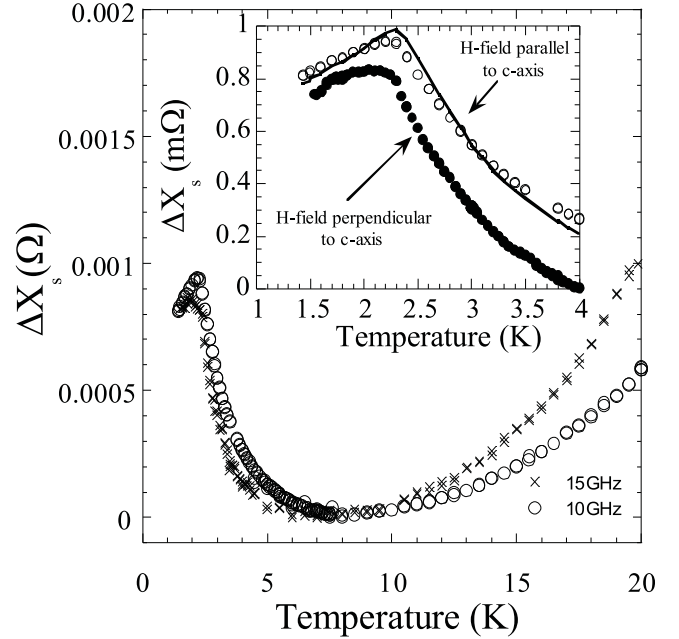 0.002
0.0015
0.001
0.0005
0
ΔX_s (Ω)
0
5
10
15
20
Temperature (K)
1
0.8
0.6
0.4
0.2
0
ΔX_s (mΩ)
1
1.5
2
2.5
3
3.5
4
Temperature (K)
H-field parallel
to c-axis
H-field perpendicular
to c-axis
15GHz
10GHz